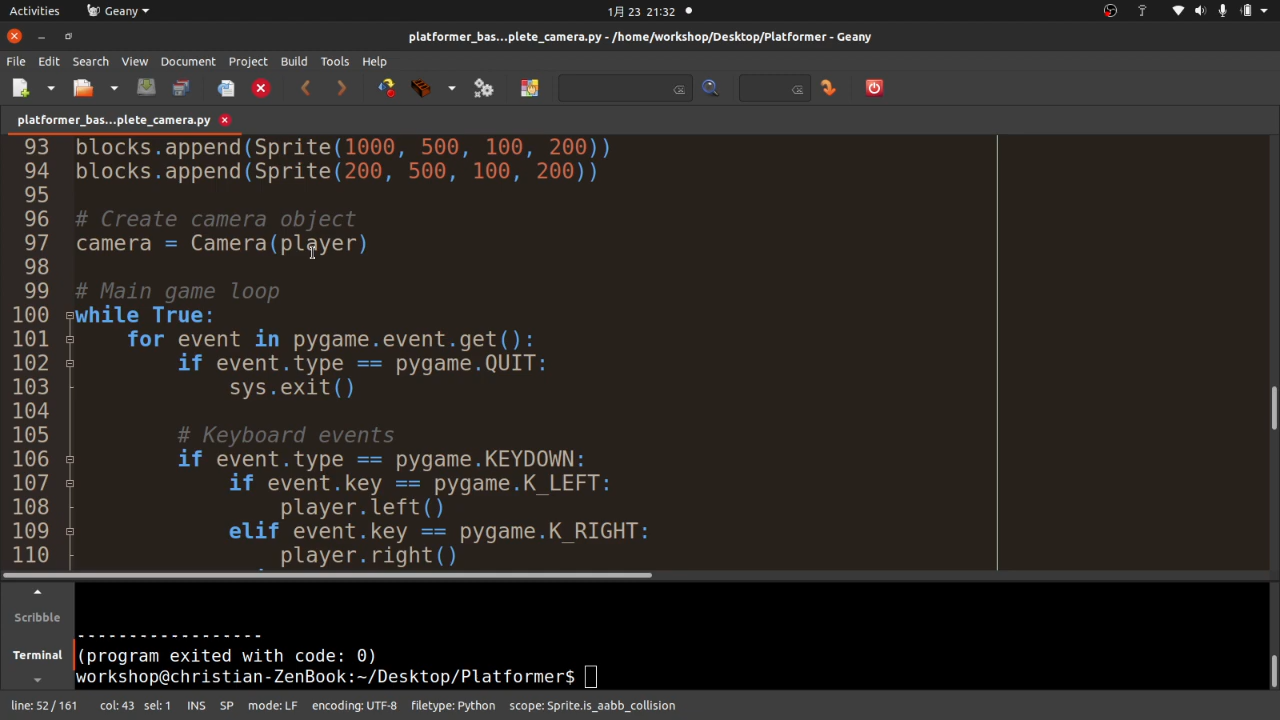 Activities Geany 1月 23 21:32
platformer_bas...plete_camera.py - /home/workshop/Desktop/Platformer - Geany
File Edit Search View Document Project Build Tools Help
platformer_bas...plete_camera.py
93 blocks.append(Sprite(1000, 500, 100, 200))
94 blocks.append(Sprite(200, 500, 100, 200))
95
96 # Create camera object
97 camera = Camera(player)
98
99 # Main game loop
100 while True:
101     for event in pygame.event.get():
102         if event.type == pygame.QUIT:
103             sys.exit()
104
105         # Keyboard events
106         if event.type == pygame.KEYDOWN:
107             if event.key == pygame.K_LEFT:
108                 player.left()
109             elif event.key == pygame.K_RIGHT:
110                 player.right()
Scribble
Terminal
------------------
(program exited with code: 0)
workshop@christian-ZenBook:~/Desktop/Platformer$
line: 52 / 161 col: 43 sel: 1 INS SP mode: LF encoding: UTF-8 filetype: Python scope: Sprite.is_aabb_collision